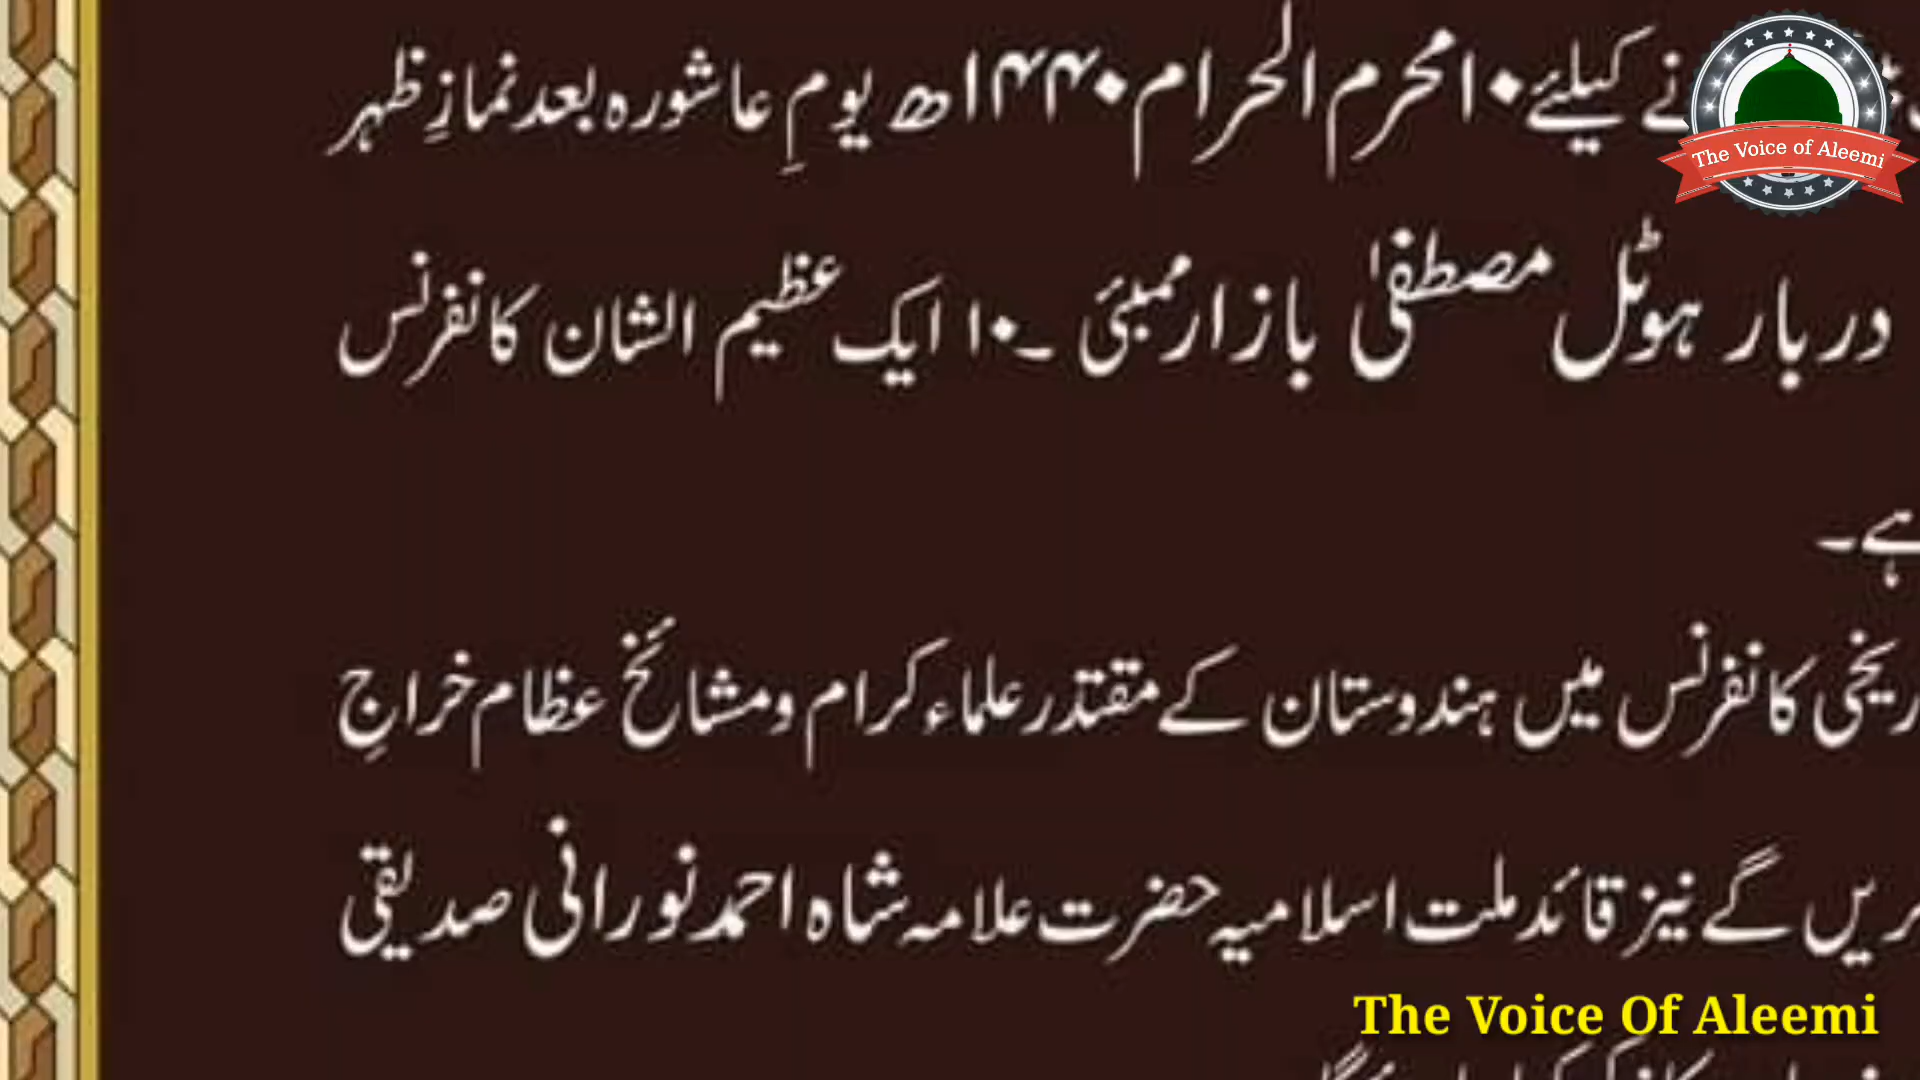 نے کیلئے ۱۰ محرم الحرام ۱۴۴۰ھ یومِ عاشورہ بعد نمازِ ظہر
The Voice of Aleemi
دربار ہوٹل مصطفیٰ بازار ممبئی ۔۱۰ ایک عظیم الشان کانفرنس
ہے۔
ریخی کانفرنس میں ہندوستان کے مقتدر علماء کرام ومشائخ عظام خراجِ
ریں گے نیز قائد ملت اسلامیہ حضرت علامہ شاہ احمد نورانی صدیقی
The Voice Of Aleemi